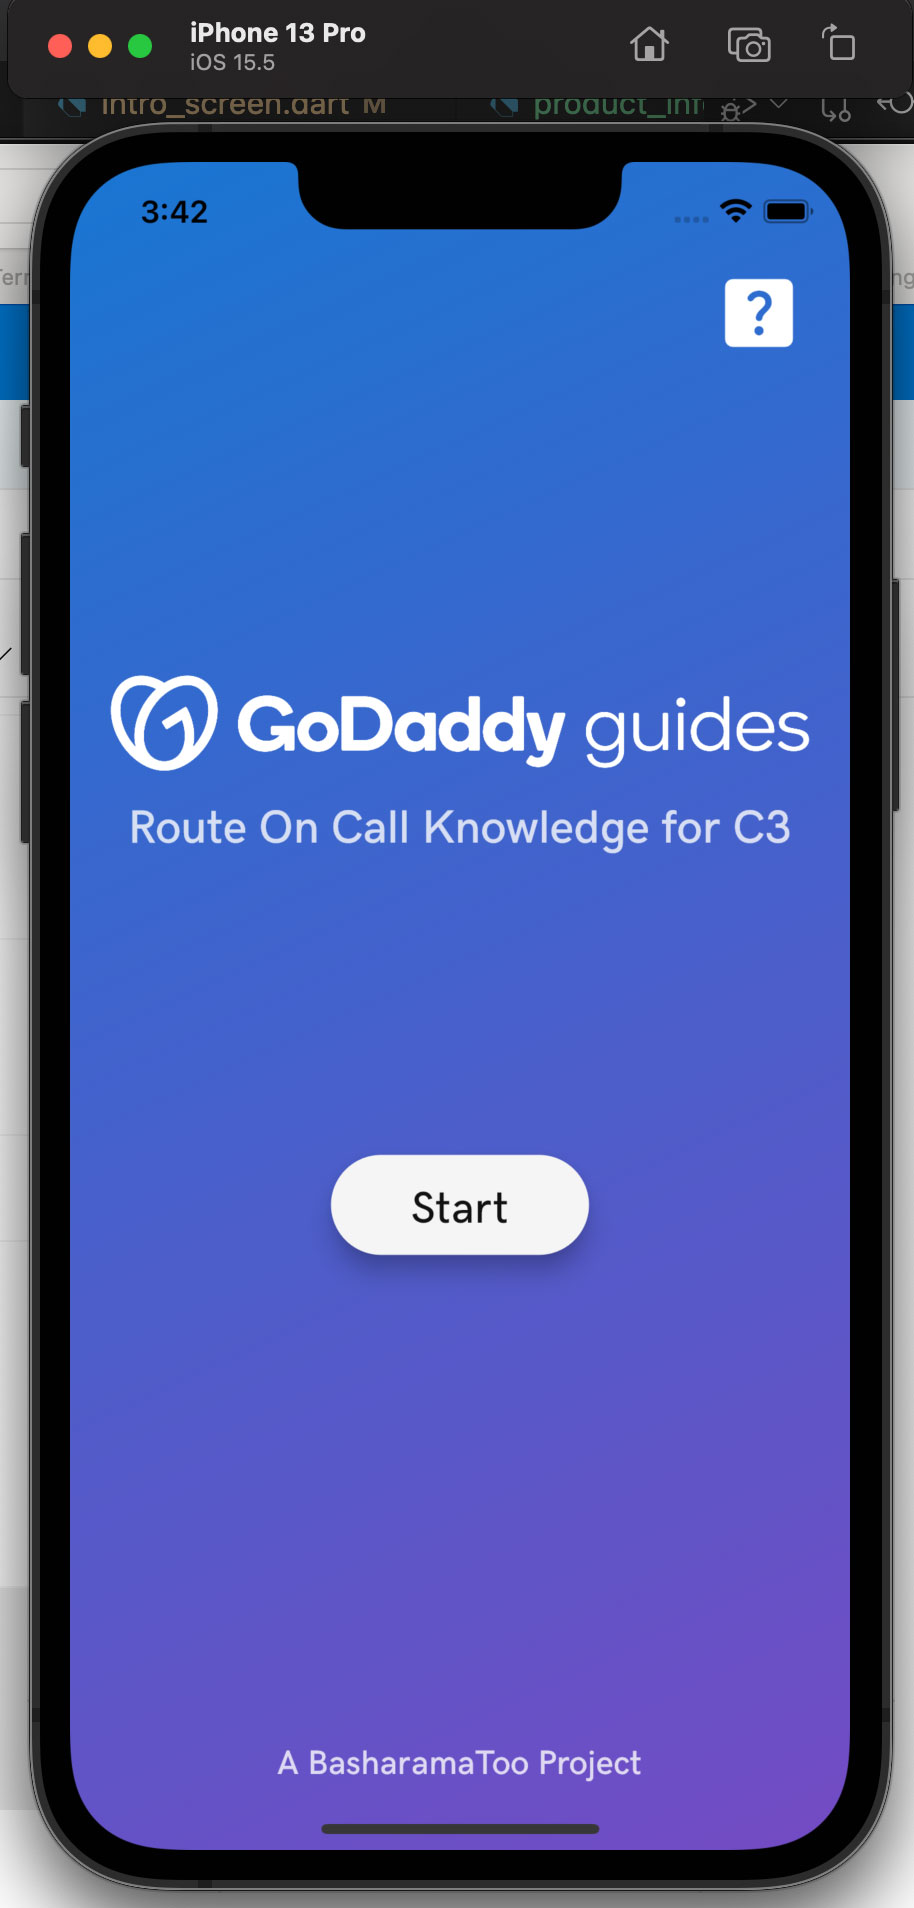 iPhone 13 Pro
iOS 15.5
intro_screen.dart M
3:42
?
GoDaddy guides
Route On Call Knowledge for C3
Start
A BasharamaToo Project